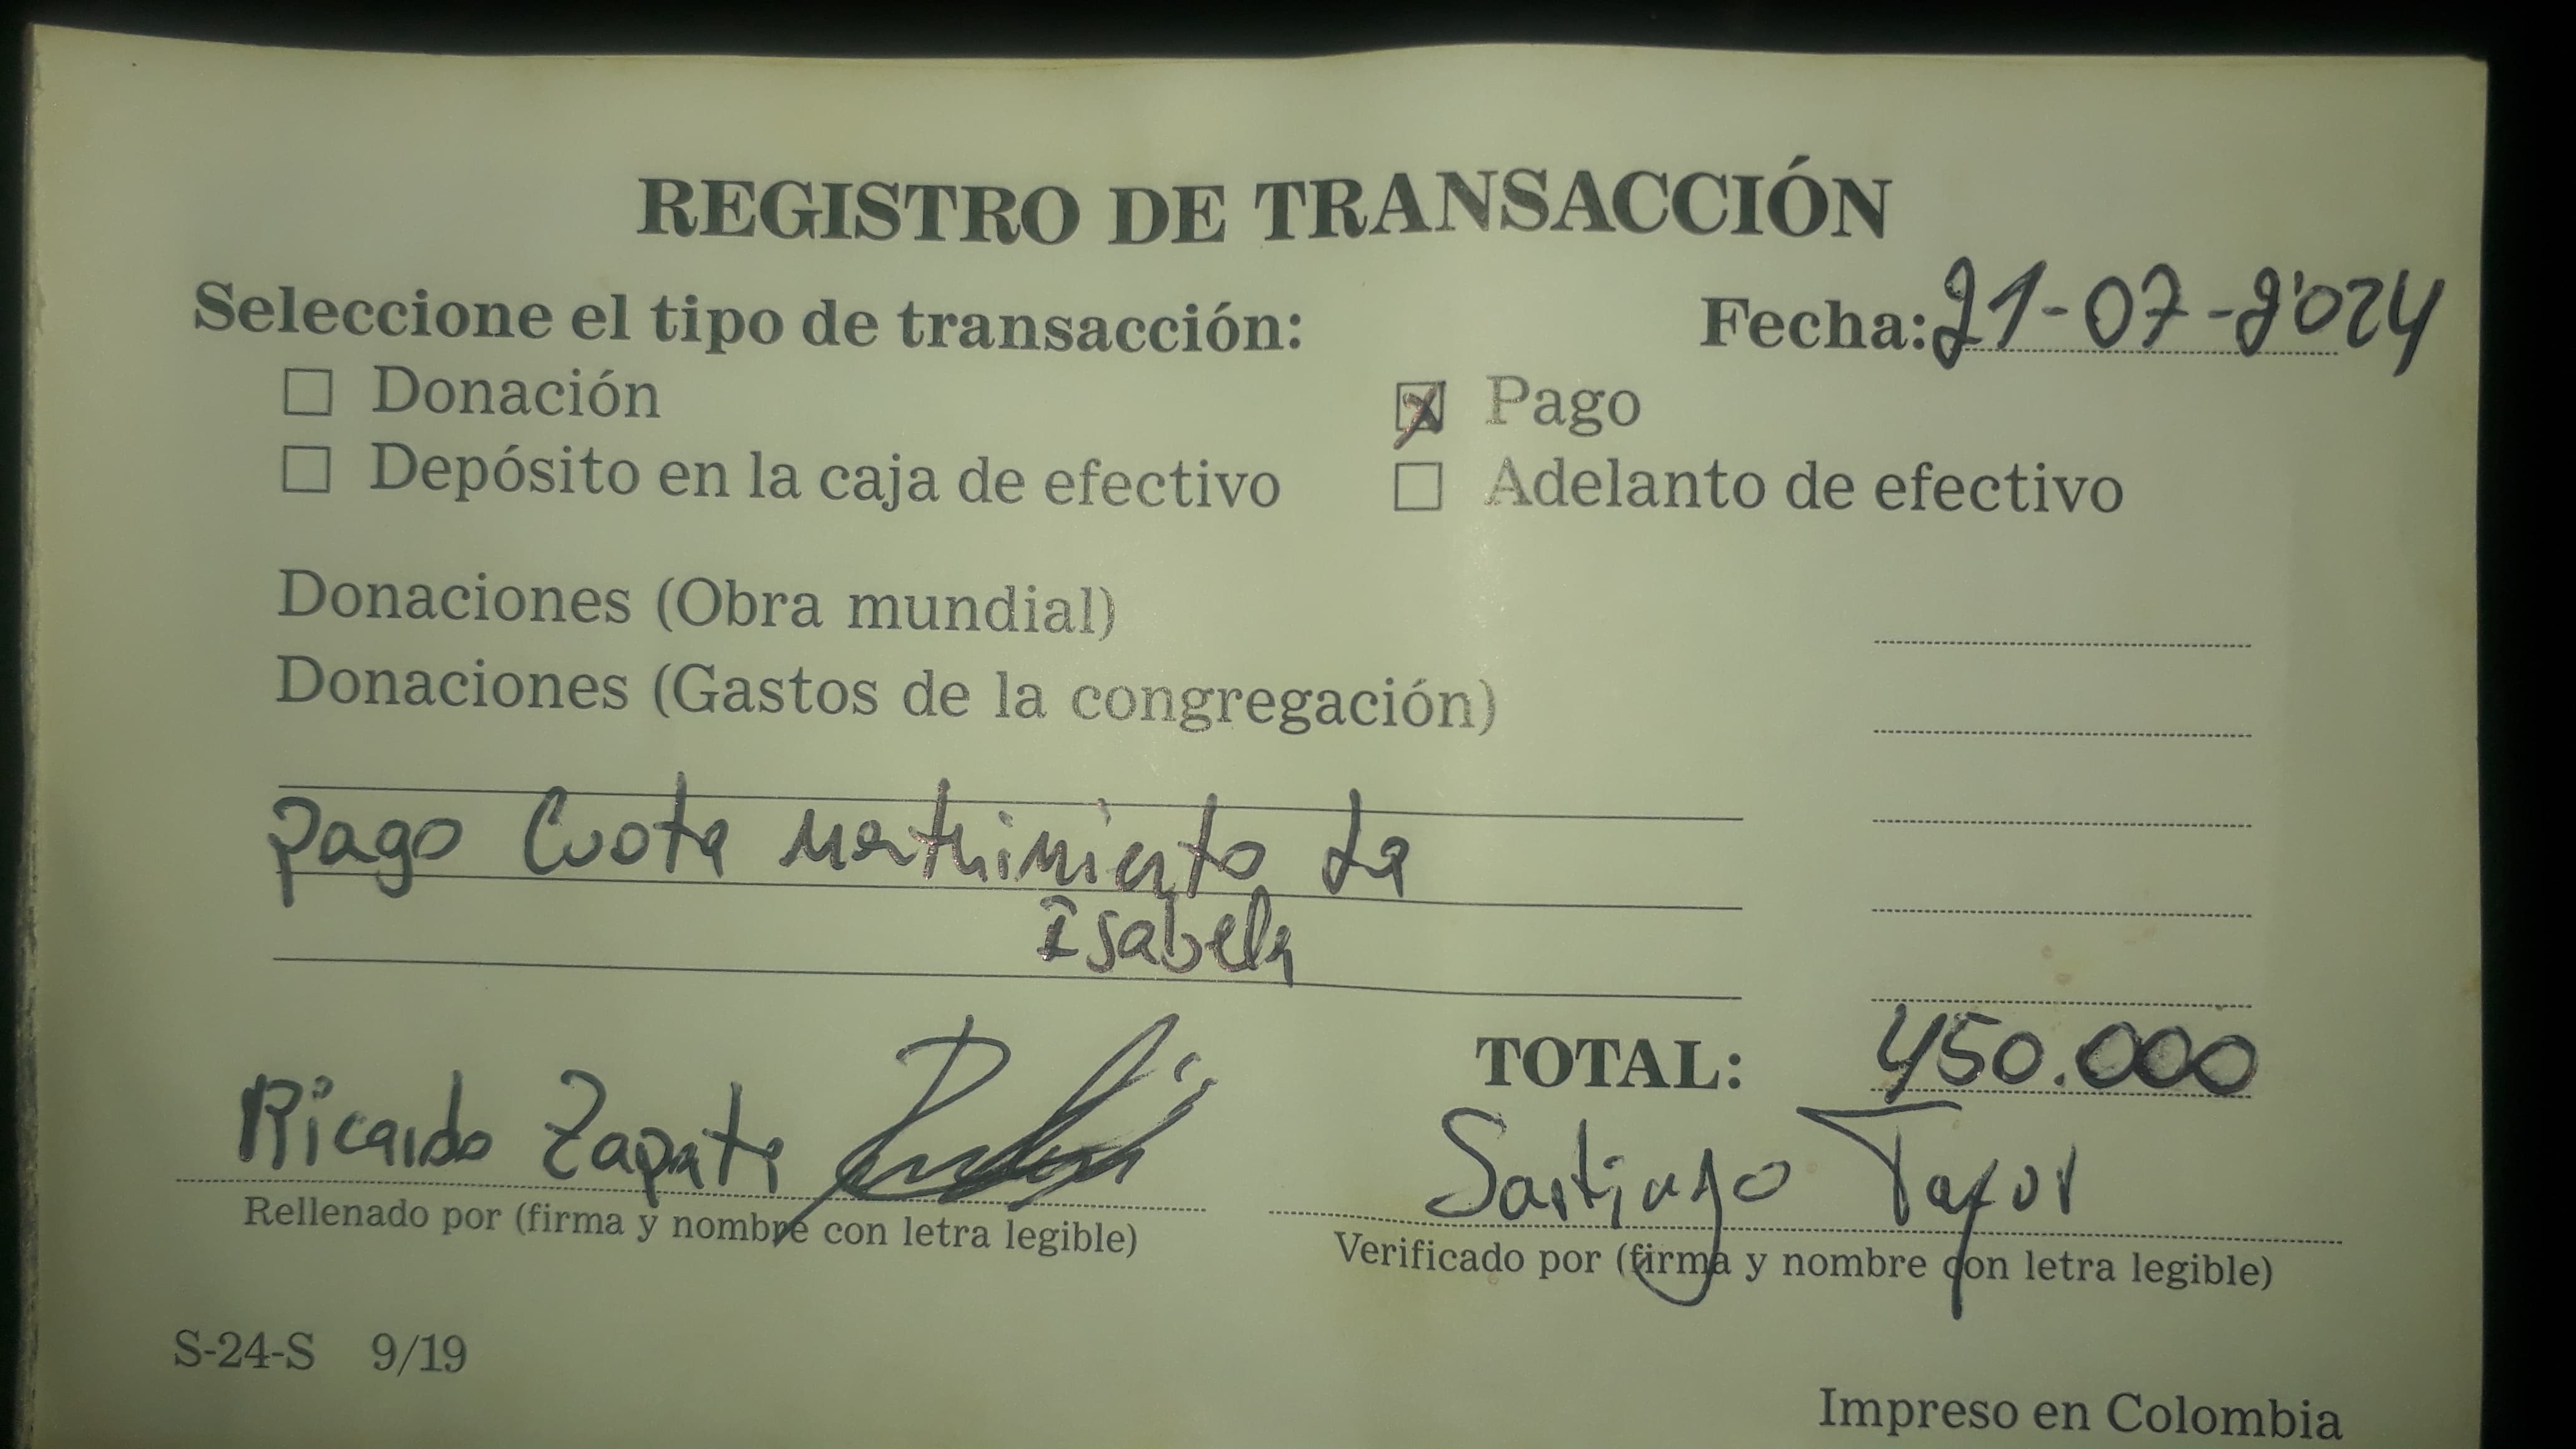 REGISTRO DE TRANSACCIÓN
Seleccione el tipo de transacción: Fecha: 21-07-2024
Donación Pago
Depósito en la caja de efectivo Adelanto de efectivo
Donaciones (Obra mundial)
Donaciones (Gastos de la congregación)
pago Cuota La
Isabela
TOTAL: 450.000
Ricardo Zapata Santiago Tafur
Rellenado por (firma y nombre con letra legible) Verificado por (firma y nombre con letra legible)
S-24-S 9/19
Impreso en Colombia